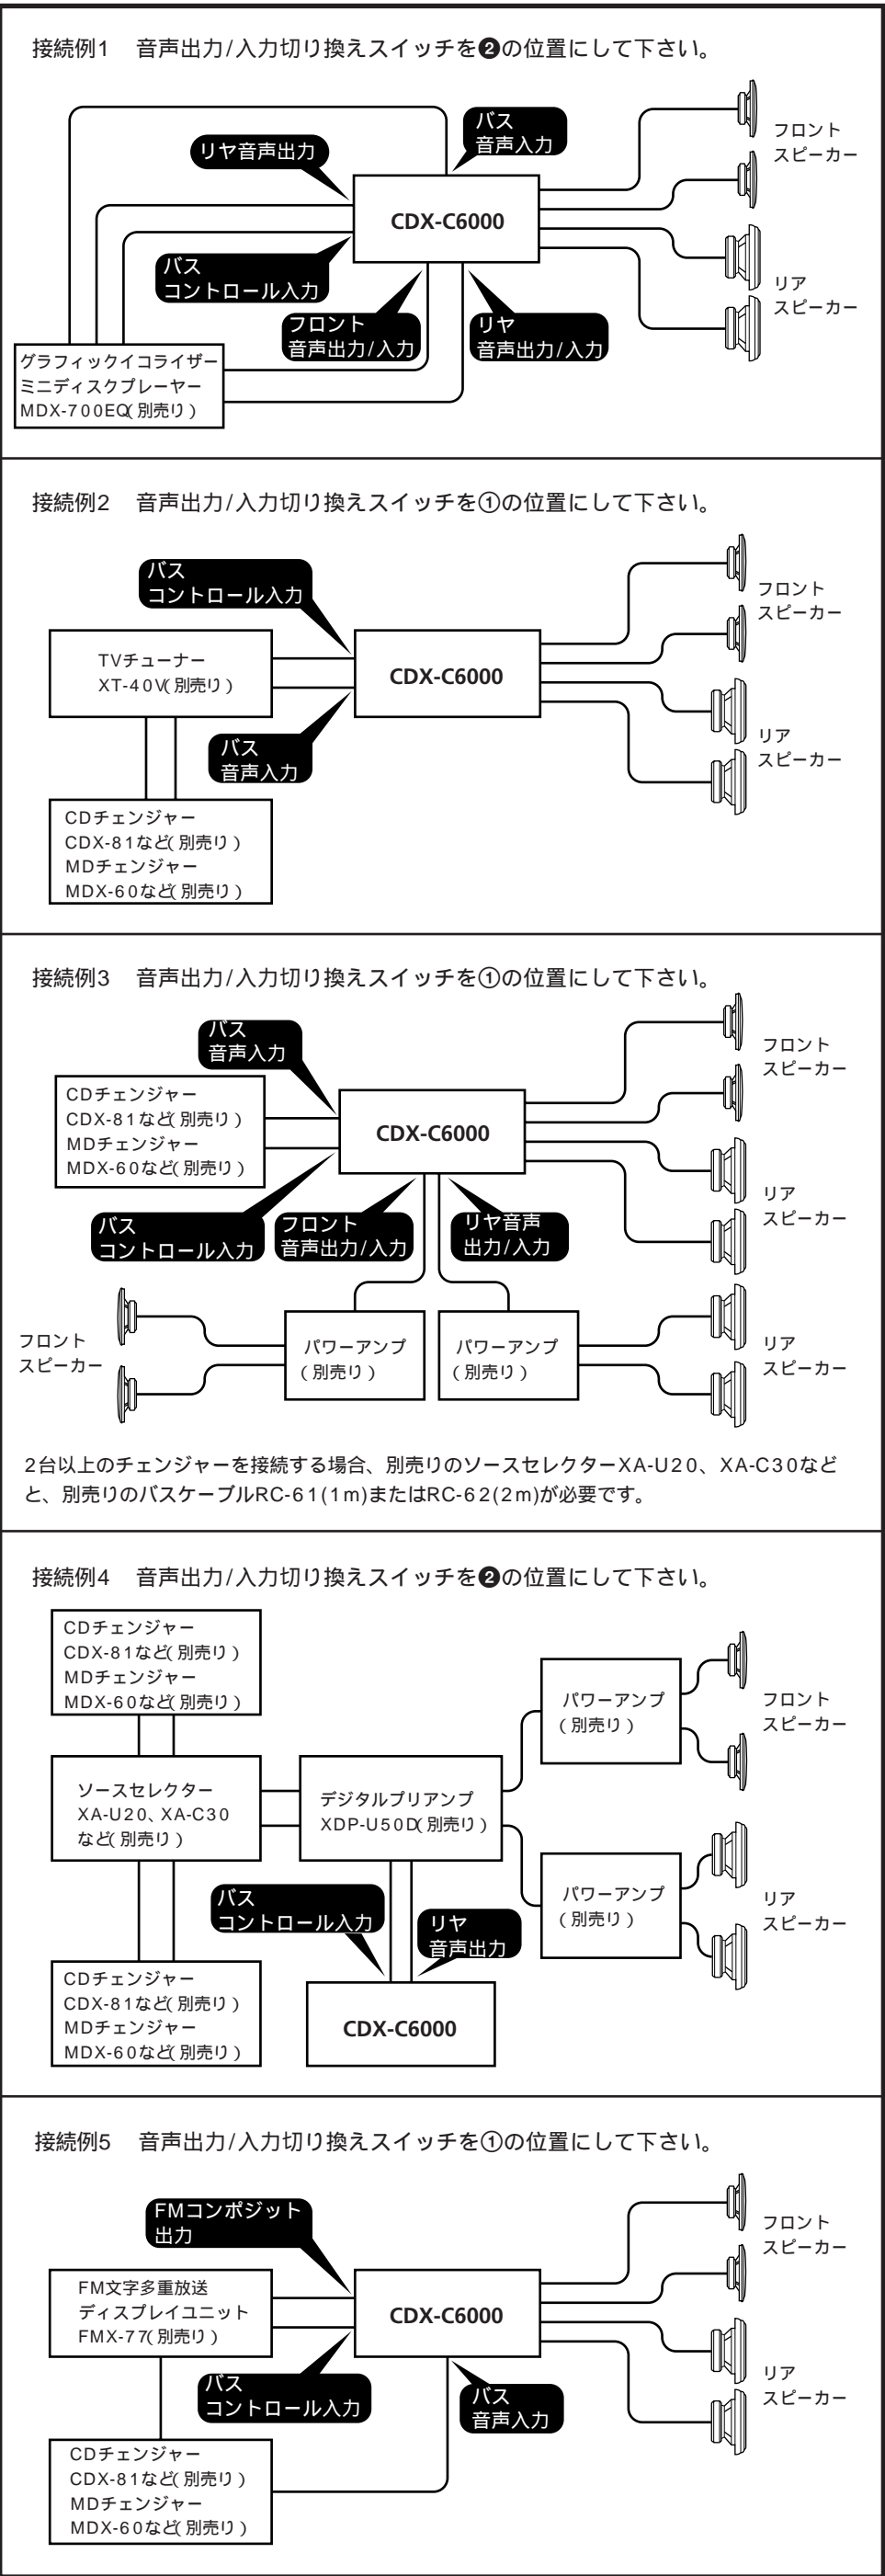 接続例1 音声出力/入力切り換えスイッチを❷の位置にして下さい。
バス
音声入力
リヤ音声出力
フロント
スピーカー
CDX-C6000
バス
コントロール入力
リア
スピーカー
フロント
音声出力/入力
リヤ
音声出力/入力
グラフィックイコライザー
ミニディスクプレーヤー
MDX-700EQ(別売り)
接続例2 音声出力/入力切り換えスイッチを①の位置にして下さい。
バス
コントロール入力
フロント
スピーカー
TVチューナー
XT-40V(別売り)
CDX-C6000
バス
音声入力
リア
スピーカー
CDチェンジャー
CDX-81など(別売り)
MDチェンジャー
MDX-60など(別売り)
接続例3 音声出力/入力切り換えスイッチを①の位置にして下さい。
バス
音声入力
フロント
スピーカー
CDチェンジャー
CDX-81など(別売り)
MDチェンジャー
MDX-60など(別売り)
CDX-C6000
リア
スピーカー
バス
コントロール入力
フロント
音声出力/入力
リヤ音声
出力/入力
フロント
スピーカー
パワーアンプ
(別売り)
パワーアンプ
(別売り)
リア
スピーカー
2台以上のチェンジャーを接続する場合、別売りのソースセレクターXA-U20、XA-C30など
と、別売りのバスケーブルRC-61(1m)またはRC-62(2m)が必要です。
接続例4 音声出力/入力切り換えスイッチを❷の位置にして下さい。
CDチェンジャー
CDX-81など(別売り)
MDチェンジャー
MDX-60など(別売り)
パワーアンプ
(別売り)
フロント
スピーカー
ソースセレクター
XA-U20、XA-C30
など(別売り)
デジタルプリアンプ
XDP-U50D(別売り)
パワーアンプ
(別売り)
リア
スピーカー
バス
コントロール入力
リヤ
音声出力
CDチェンジャー
CDX-81など(別売り)
MDチェンジャー
MDX-60など(別売り)
CDX-C6000
接続例5 音声出力/入力切り換えスイッチを①の位置にして下さい。
FMコンポジット
出力
フロント
スピーカー
FM文字多重放送
ディスプレイユニット
FMX-77(別売り)
CDX-C6000
バス
コントロール入力
バス
音声入力
リア
スピーカー
CDチェンジャー
CDX-81など(別売り)
MDチェンジャー
MDX-60など(別売り)